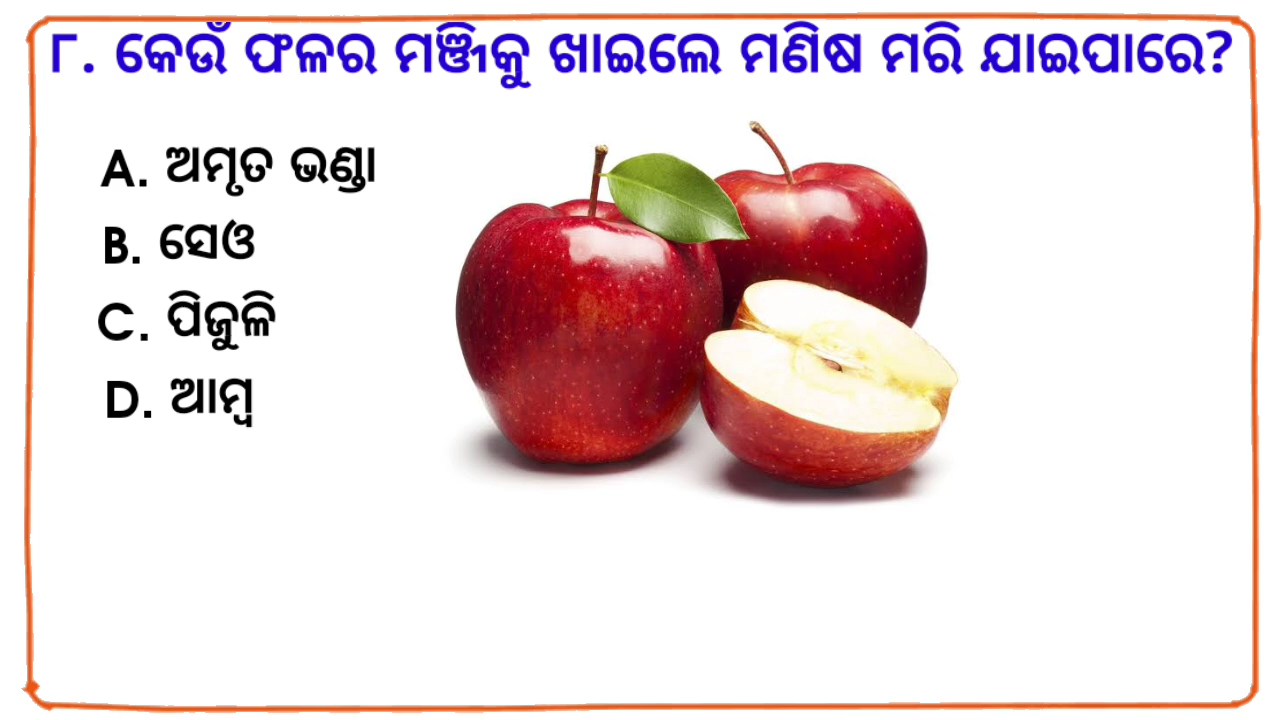 ୮. କେଉଁ ଫଳର ମଞ୍ଜିକୁ ଖାଇଲେ ମଣିଷ ମରି ଯାଇପାରେ?
A. ଅମୃତ ଭଣ୍ଡା
B. ସେଓ
C. ପିଜୁଳି
D. ଆମ୍ବ